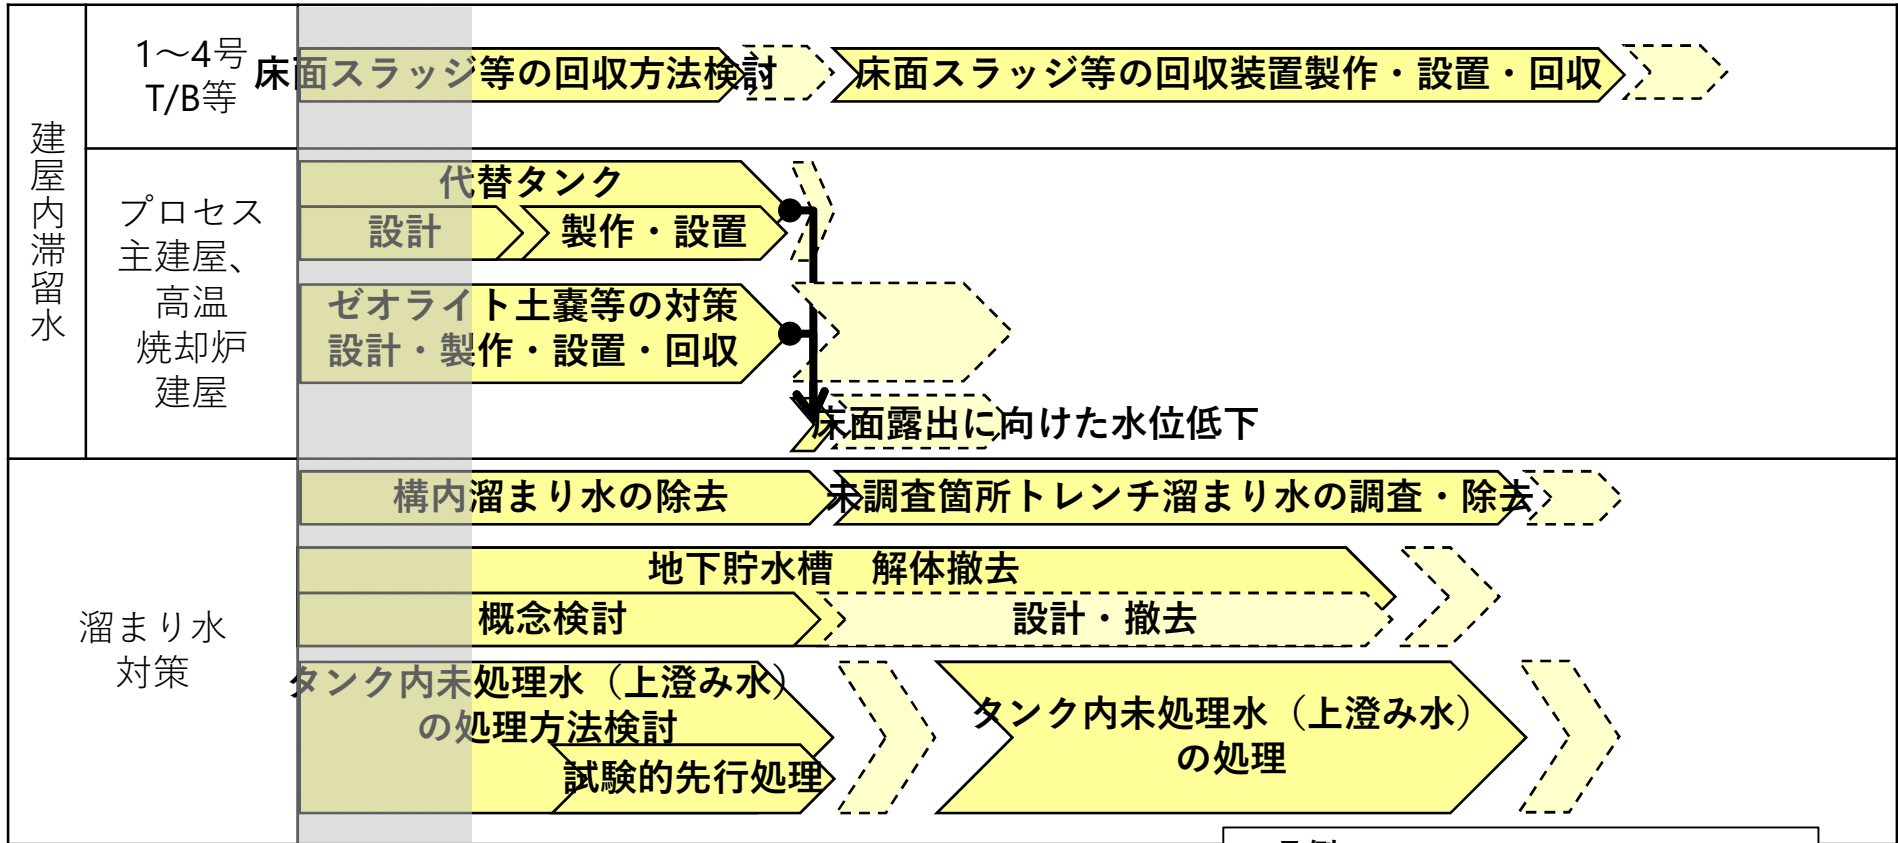 建屋内滞留水
1～4号
T/B等
床面スラッジ等の回収方法検討
床面スラッジ等の回収装置製作・設置・回収
プロセス
主建屋、
高温
焼却炉
建屋
代替タンク
設計
製作・設置
ゼオライト土嚢等の対策
設計・製作・設置・回収
床面露出に向けた水位低下
溜まり水
対策
構内溜まり水の除去
未調査箇所トレンチ溜まり水の調査・除去
地下貯水槽　解体撤去
概念検討
設計・撤去
タンク内未処理水（上澄み水）
の処理方法検討
試験的先行処理
タンク内未処理水（上澄み水）
の処理